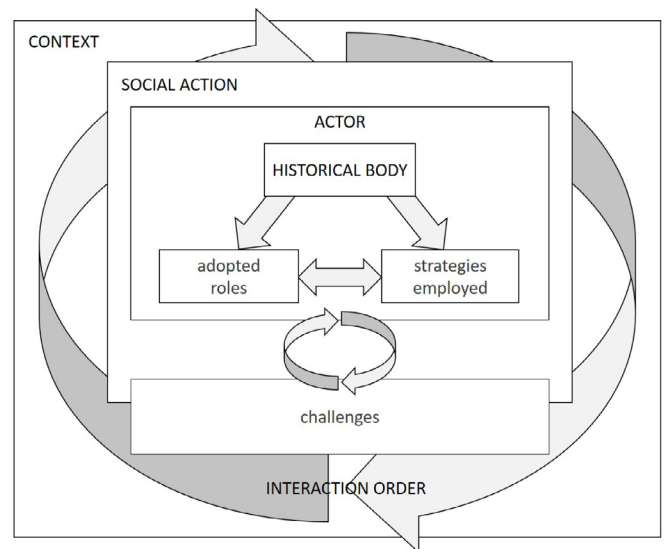 CONTEXT
SOCIAL ACTION
ACTOR
HISTORICAL BODY
adopted
roles
strategies
employed
challenges
INTERACTION ORDER